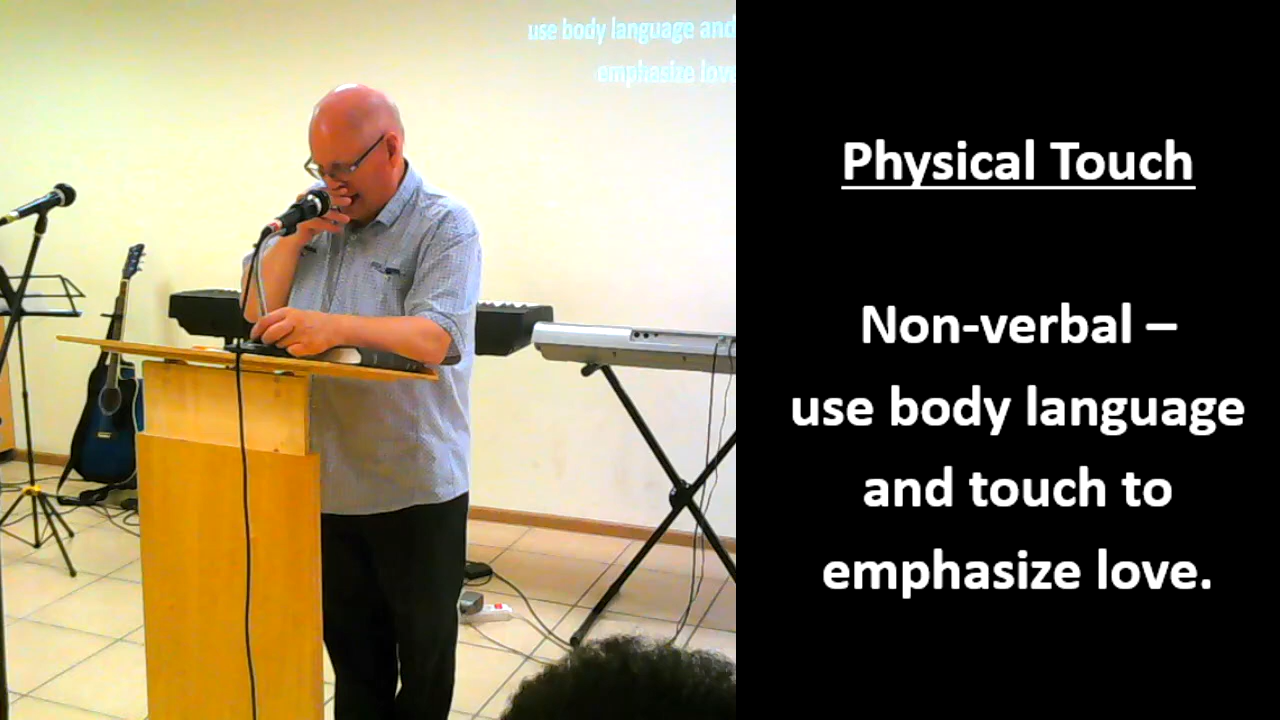 use body language and
emphasize love
Physical Touch
Non-verbal –
use body language
and touch to
emphasize love.